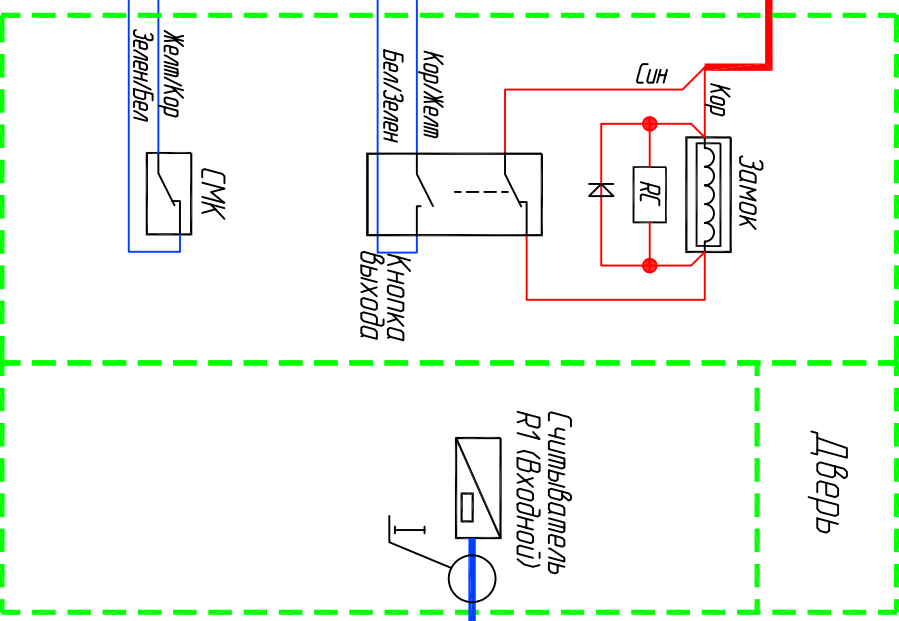 Желт/Кор
Зелен/Бел
СМК
Кор/Желт
Бел/Зелен
Кнопка
выхода
Син
Кор
Замок
RC
Считыватель
R1 (Входной)
I
Дверь